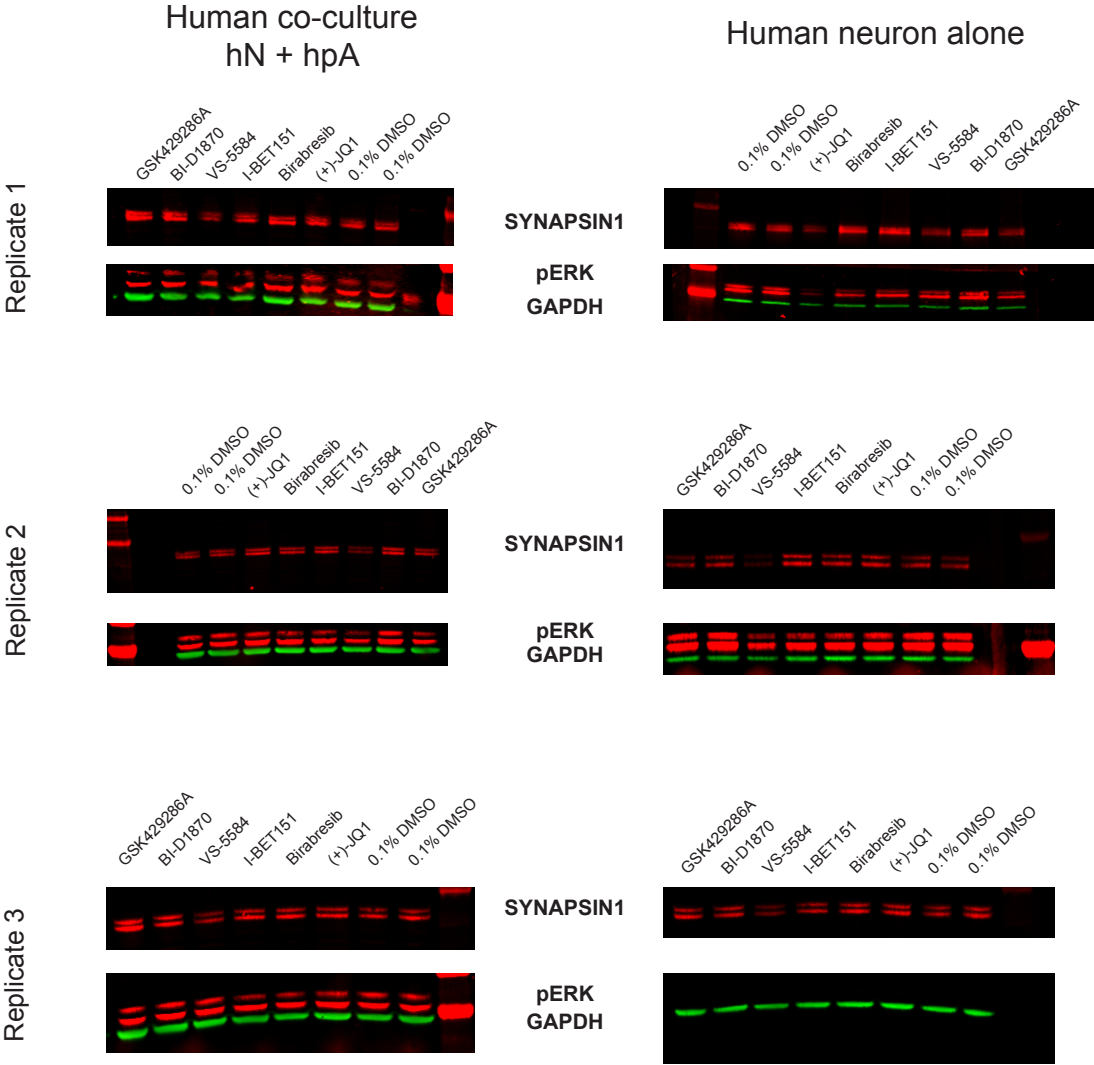 Human co-culture
hN + hpA
Human neuron alone
Replicate 1
GSK429286A
BI-D1870
VS-5584
I-BET151
Birabresib
(+)-JQ1
0.1% DMSO
0.1% DMSO
0.1% DMSO
0.1% DMSO
(+)-JQ1
Birabresib
I-BET151
VS-5584
BI-D1870
GSK429286A
SYNAPSIN1
pERK
GAPDH
Replicate 2
0.1% DMSO
0.1% DMSO
(+)-JQ1
Birabresib
I-BET151
VS-5584
BI-D1870
GSK429286A
GSK429286A
BI-D1870
VS-5584
I-BET151
Birabresib
(+)-JQ1
0.1% DMSO
0.1% DMSO
SYNAPSIN1
pERK
GAPDH
Replicate 3
GSK429286A
BI-D1870
VS-5584
I-BET151
Birabresib
(+)-JQ1
0.1% DMSO
0.1% DMSO
GSK429286A
BI-D1870
VS-5584
I-BET151
Birabresib
(+)-JQ1
0.1% DMSO
0.1% DMSO
SYNAPSIN1
pERK
GAPDH